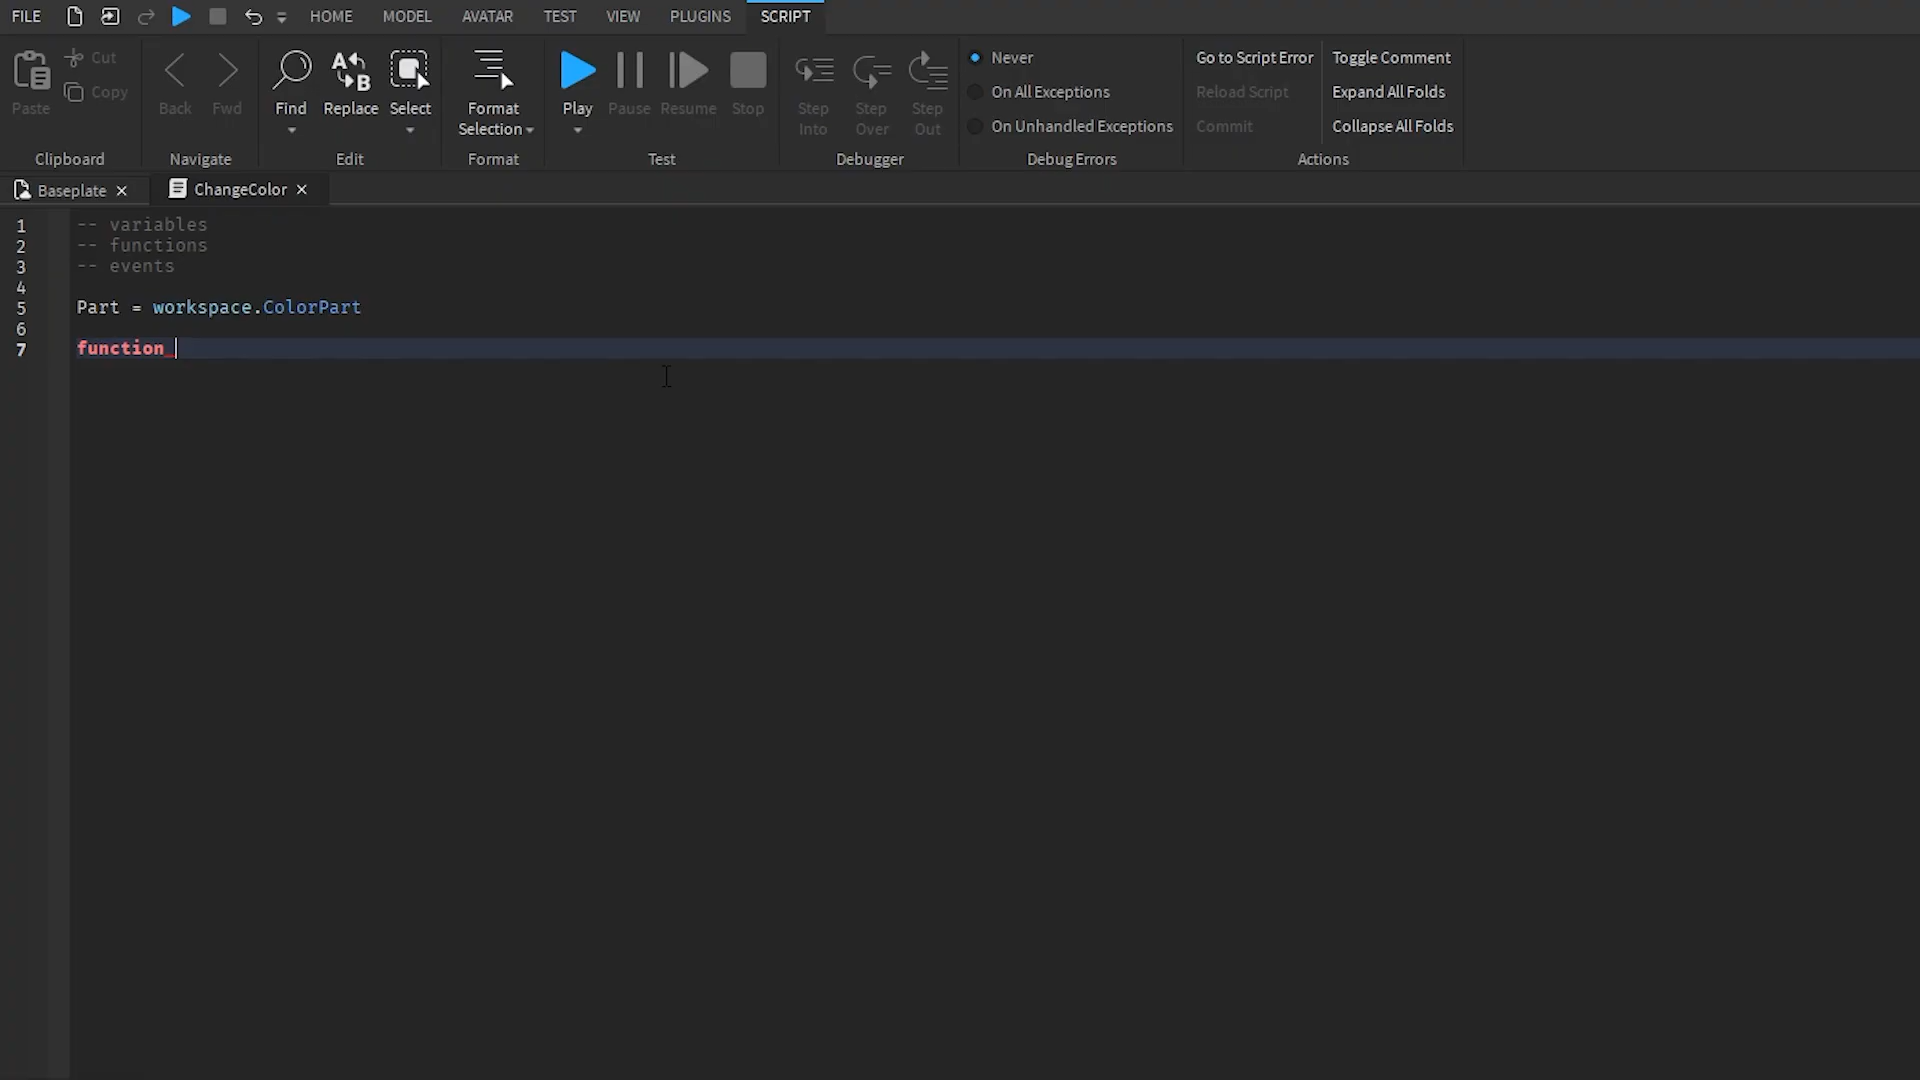 FILE HOME MODEL AVATAR TEST VIEW PLUGINS SCRIPT
Paste
Cut
Copy
Clipboard
Back Fwd
Navigate
Find Replace Select
Edit
Format
Selection
Format
Play Pause Resume Stop
Test
Step
Into
Step
Over
Step
Out
Debugger
Never
On All Exceptions
On Unhandled Exceptions
Debug Errors
Go to Script Error
Reload Script
Commit
Toggle Comment
Expand All Folds
Collapse All Folds
Actions
Baseplate ChangeColor
1 -- variables
2 -- functions
3 -- events
4
5 Part = workspace.ColorPart
6
7 function